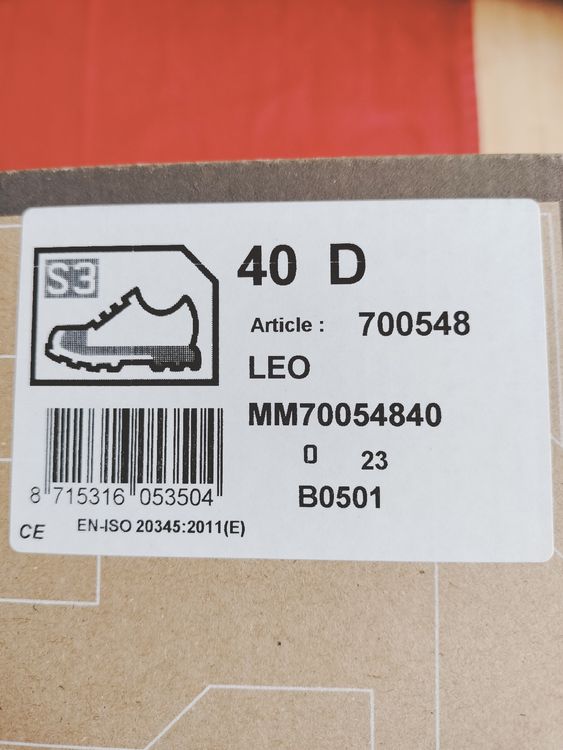 S3
40 D
Article : 700548
LEO
MM70054840
0 23
B0501
8 715316 053504
CE EN-ISO 20345:2011(E)